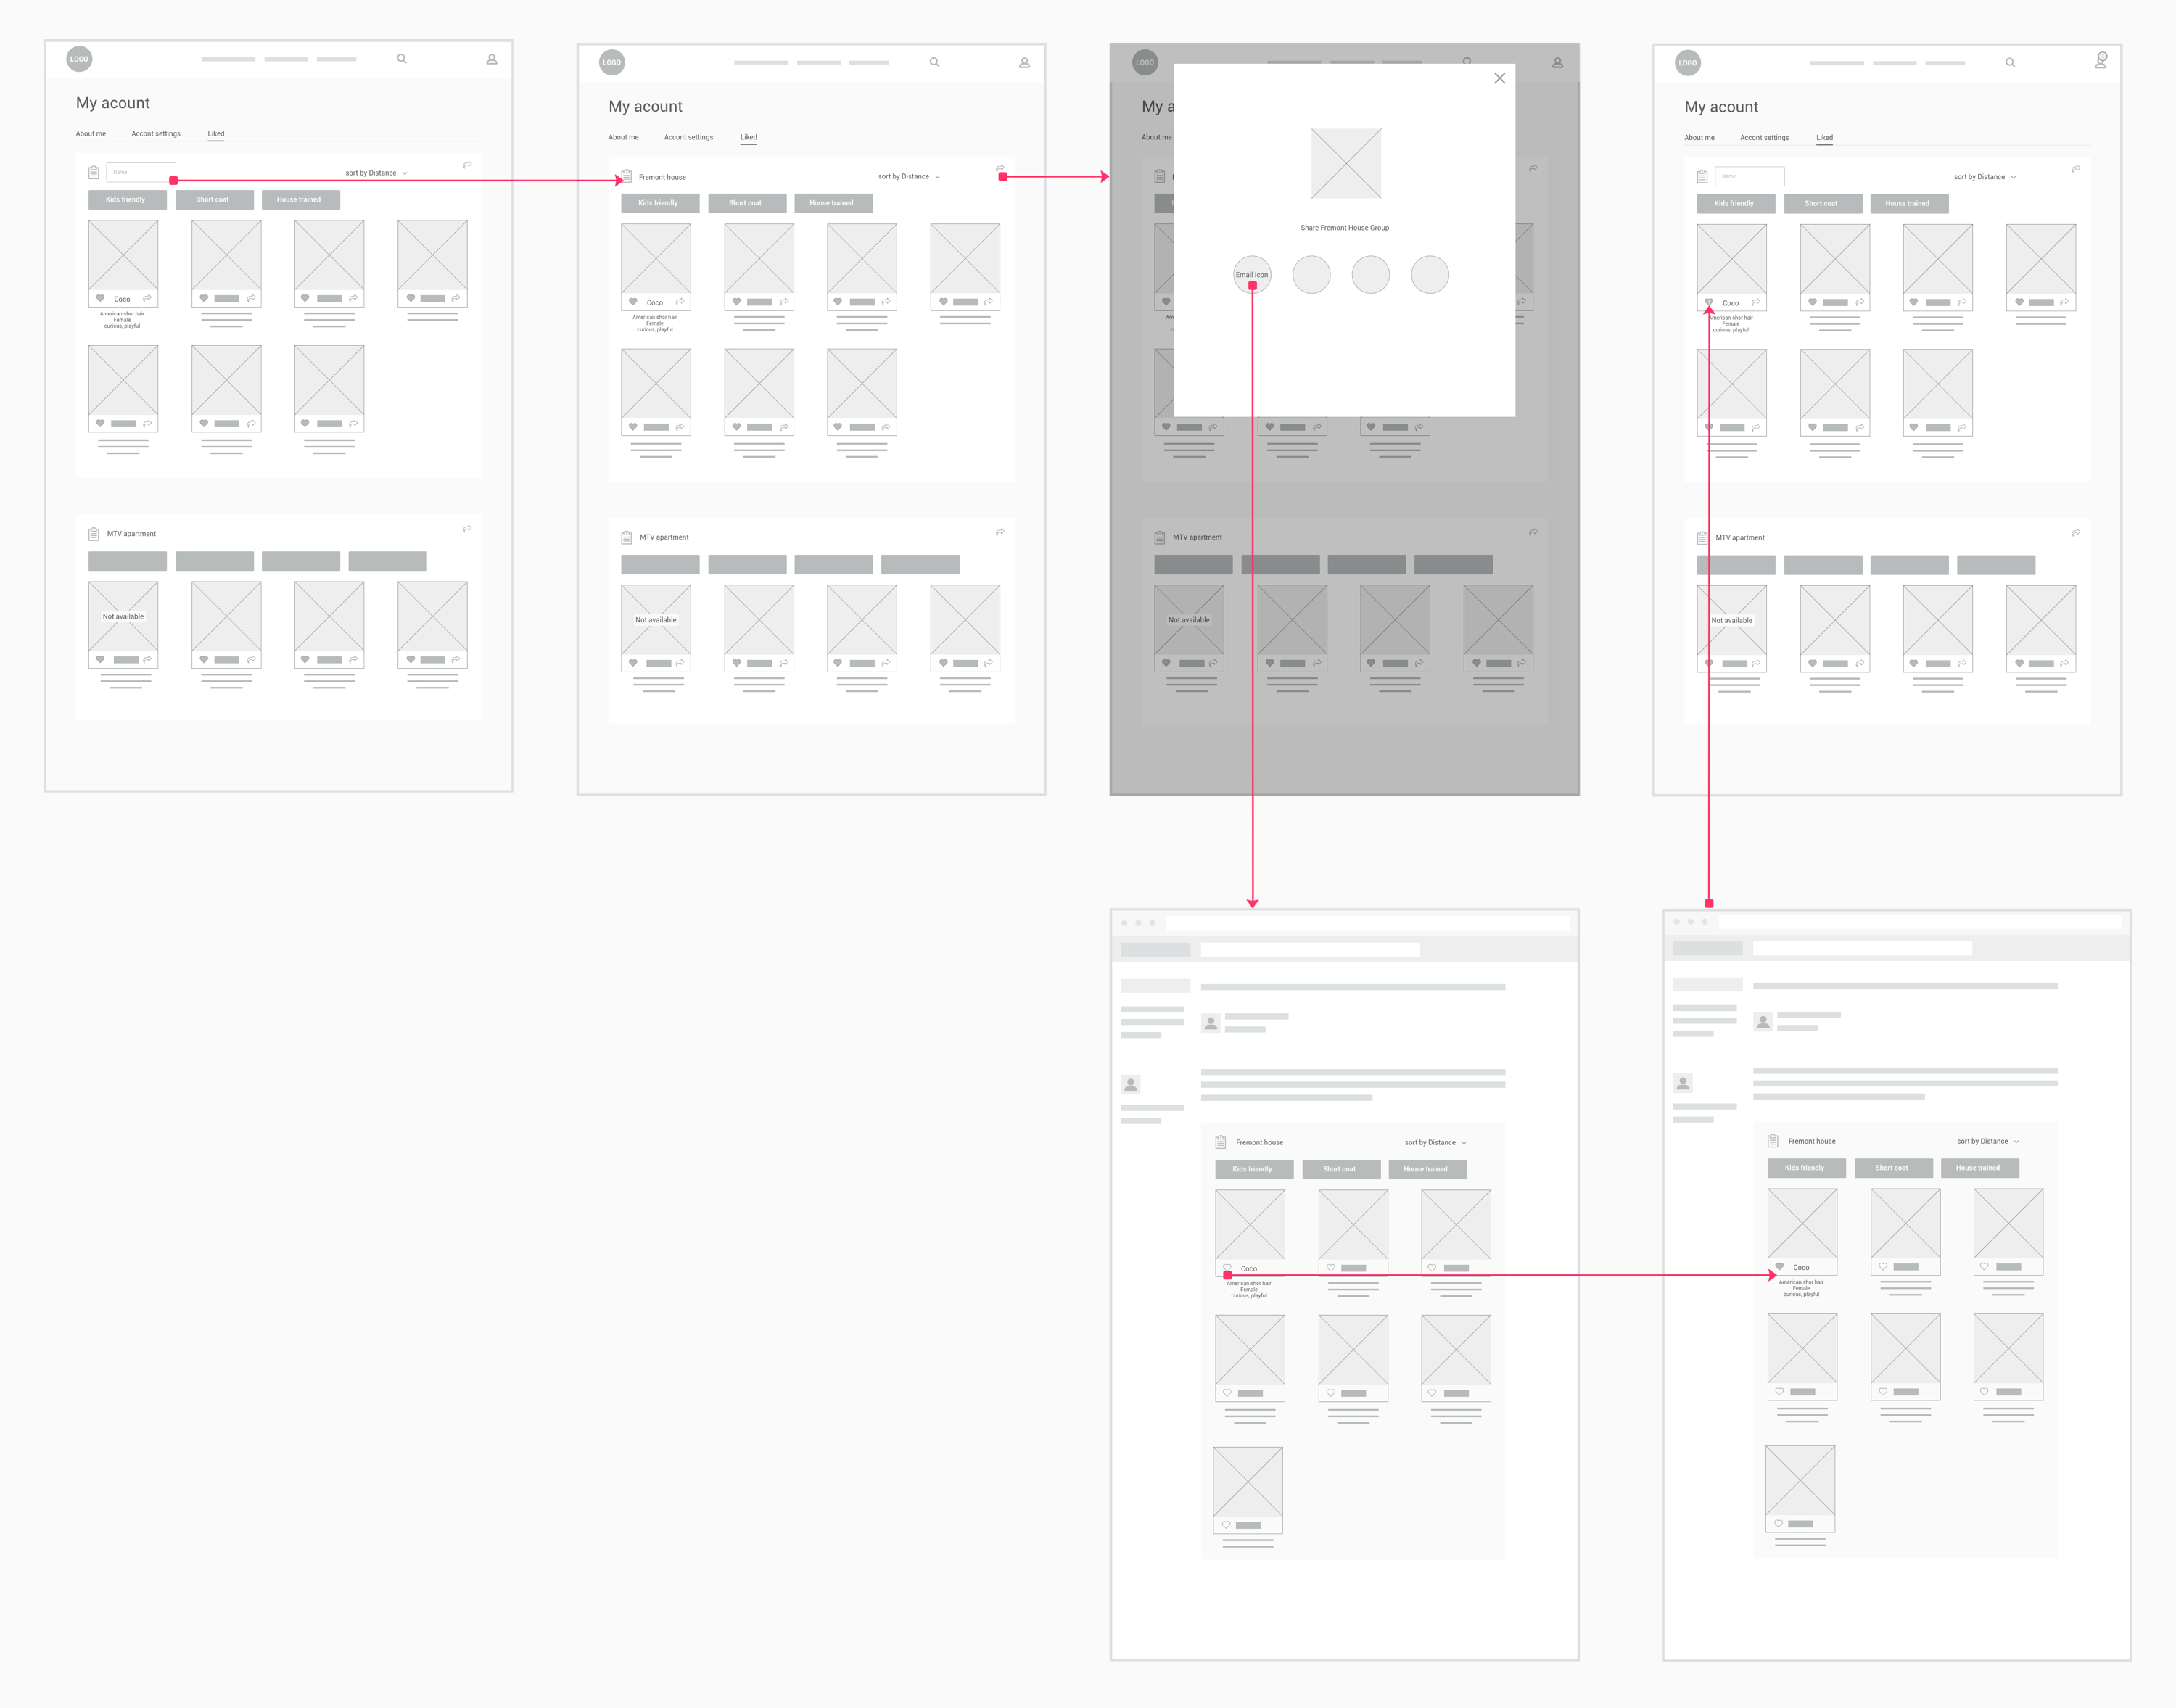 LOGO
My acount
About me Accont settings Liked
Name sort by Distance
Kids friendly Short coat House trained
Coco
American shor hair
Female
curious, playful
MTV apartment
Not available
LOGO
My acount
About me Accont settings Liked
Fremont house sort by Distance
Kids friendly Short coat House trained
Coco
American shor hair
Female
curious, playful
MTV apartment
Not available
LOGO
My a
About me
Share Fremont House Group
Email icon
MTV apartment
Not available
LOGO
My acount
About me Accont settings Liked
Name sort by Distance
Kids friendly Short coat House trained
Coco
American shor hair
Female
curious, playful
MTV apartment
Not available
Fremont house sort by Distance
Kids friendly Short coat House trained
Coco
American shor hair
Female
curious, playful
Fremont house sort by Distance
Kids friendly Short coat House trained
Coco
American shor hair
Female
curious, playful